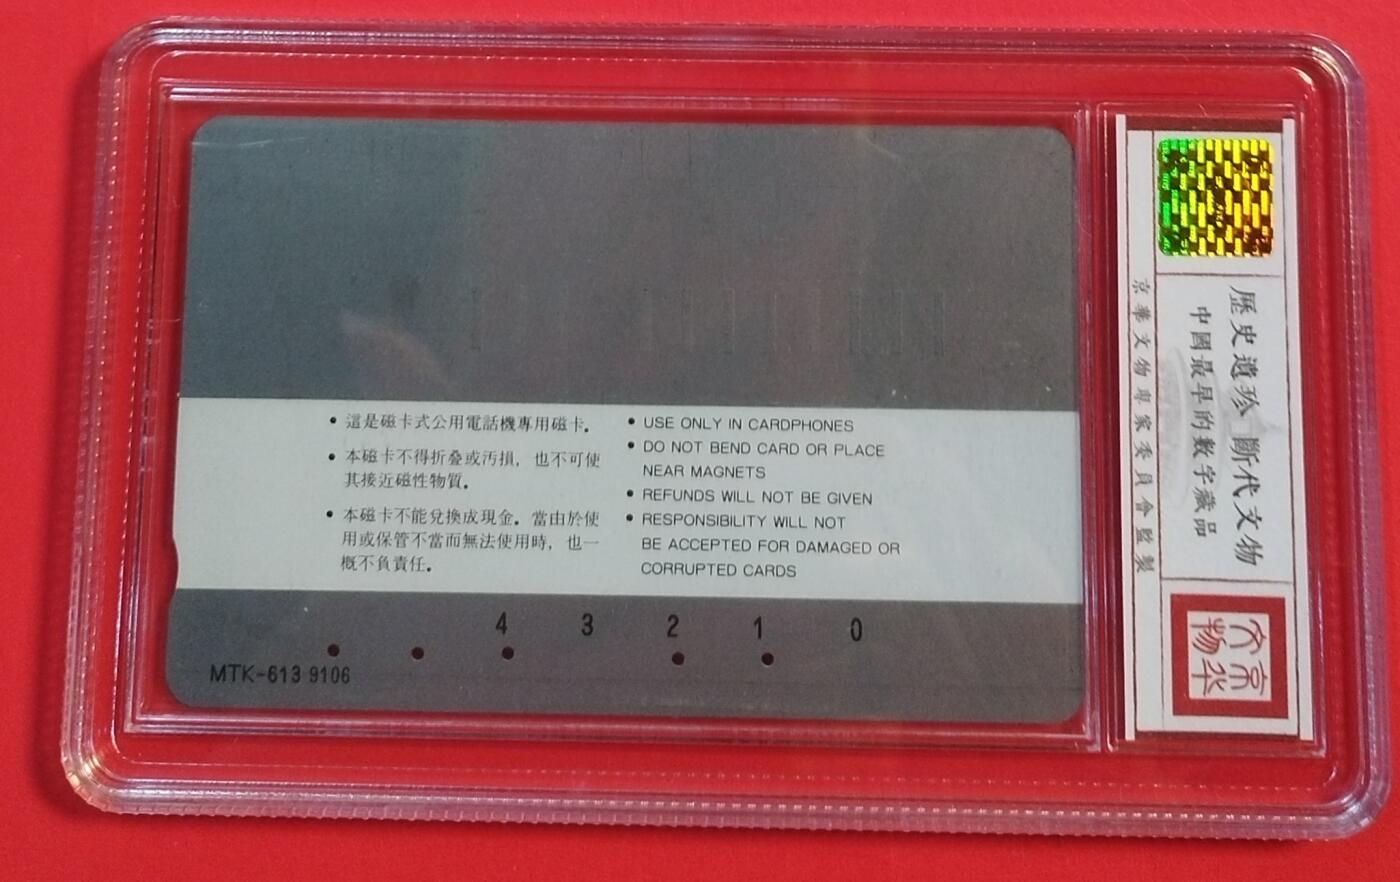 • 這是磁卡式公用電話機專用磁卡.
• 本磁卡不得折叠或汚損, 也不可使
其接近磁性物質.
• 本磁卡不能兌換成現金. 當由於使
用或保管不當而無法使用時, 也一
概不負責任.
• USE ONLY IN CARDPHONES
• DO NOT BEND CARD OR PLACE
NEAR MAGNETS
• REFUNDS WILL NOT BE GIVEN
• RESPONSIBILITY WILL NOT
BE ACCEPTED FOR DAMAGED OR
CORRUPTED CARDS
4 3 2 1 0
MTK-613 9106
歷史遺珍 斷代文物
中國最早的數字藏品
京華文物專家委員會監製
京华
文物